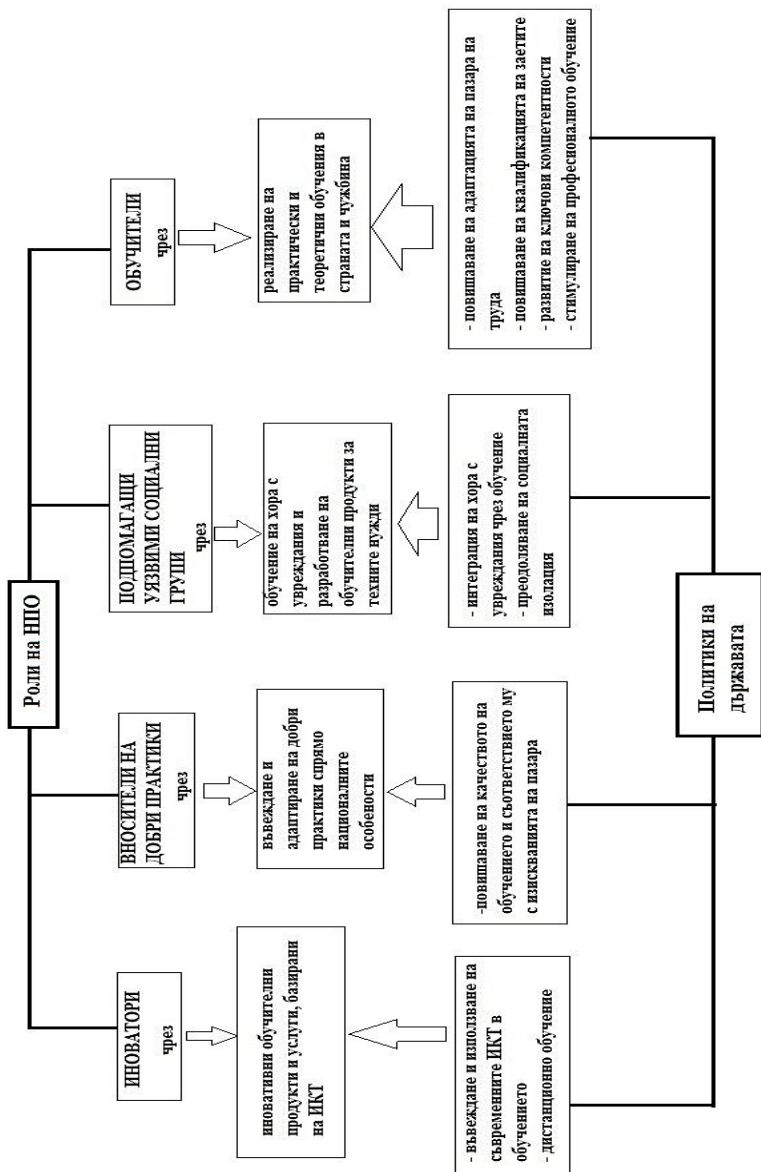 Роли на НПО
ИНОВАТОРИ
чрез
ВНОСИТЕЛИ НА
ДОБРИ ПРАКТИКИ
чрез
ПОДПОМАГАЩИ
УЯЗВИМИ СОЦИАЛНИ
ГРУПИ
чрез
ОБУЧИТЕЛИ
чрез
иновативни обучителни
продукти и услуги, базирани
на ИКТ
въвеждане и
адаптиране на добри
практики спрямо
националните
особености
обучение на хора с
увреждания и
разработване на
обучителни продукти за
техните нужди
реализиране на
практически и
теоретични обучения в
страната и чужбина
- въвеждане и използване на
съвременните ИКТ в
обучението
- дистанционно обучение
-повишаване на качеството на
обучението и съответствието му
с изискванията на пазара
- интеграция на хора с
увреждания чрез обучение
- преодоляване на социалната
изолация
- повишаване на адаптацията на пазара на
труда
- повишаване на квалификацията на заетите
- развитие на ключови компетентности
- стимулиране на професионалното обучение
Политики на
държавата